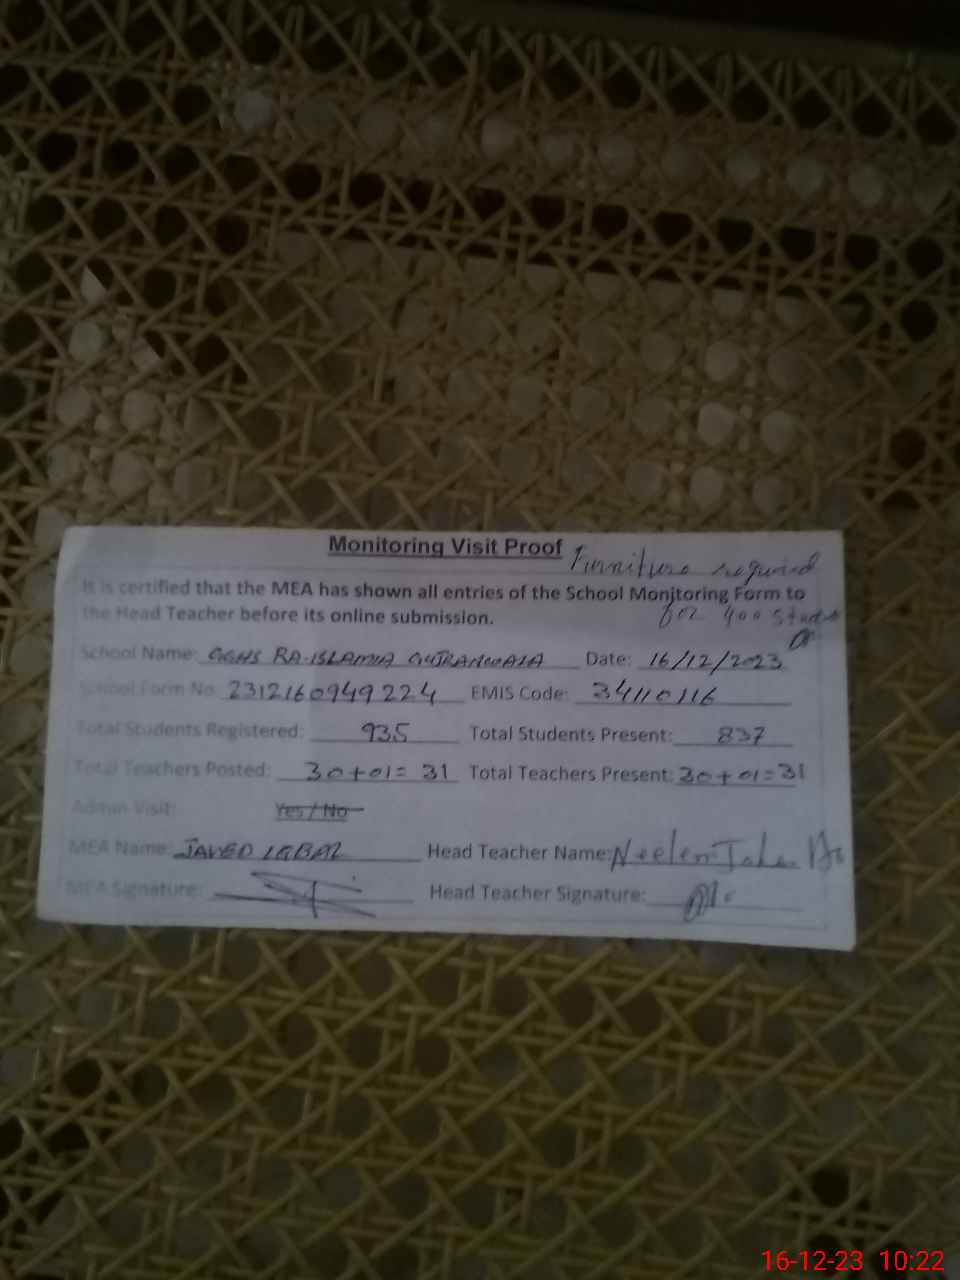 Monitoring Visit Proof
Furniture required
It is certified that the MEA has shown all entries of the School Monitoring Form to
for 400 Student
the Head Teacher before its online submission.
School Name: GGHS RA-ISLAMIA GUJRANWALA Date: 16/12/2023
School Form No. 2312160949224 EMIS Code: 34110116
Total Students Registered: 935 Total Students Present: 837
Total Teachers Posted: 30+01= 31 Total Teachers Present: 30+01=31
Admin Visit: Yes / No
MEA Name: JAVED IQBAL Head Teacher Name: Neelem
MEA Signature: Head Teacher Signature:
16-12-23 10:22